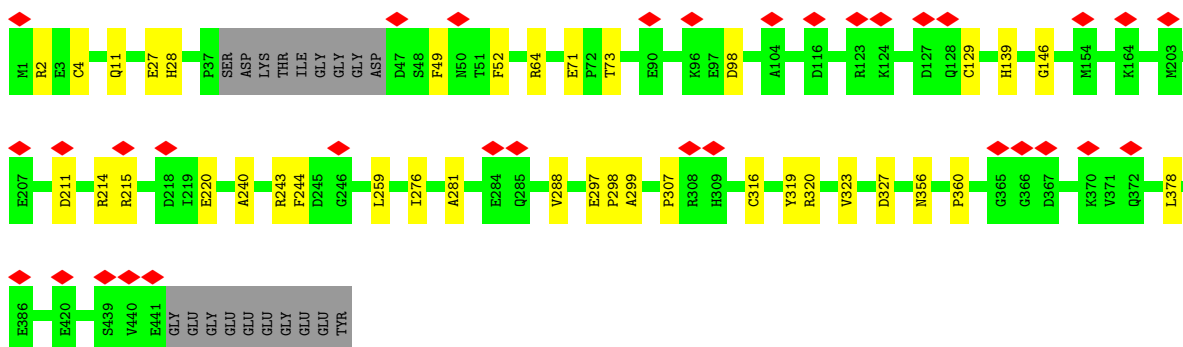 M1 R2 E3 C4 Q11 E27 H28 P37 SER ASP LYS THR ILE GLY GLY GLY ASP D47 S48 F49 N50 T51 F52 R64 E71 P72 T73 E90 K96 E97 D98 A104 D116 R123 K124 D127 Q128 C129 H139 G146 M154 K164 M203
E207 D211 R214 R215 D218 I219 E220 A240 R243 F244 D245 G246 L259 I276 A281 E284 Q285 V288 E297 P298 A299 P307 R308 H309 C316 Y319 R320 V323 D327 N356 P360 G365 G366 D367 K370 V371 Q372 L378
E386 E420 S439 V440 E441 GLY GLU GLY GLU GLU GLU GLY GLU GLU TYR